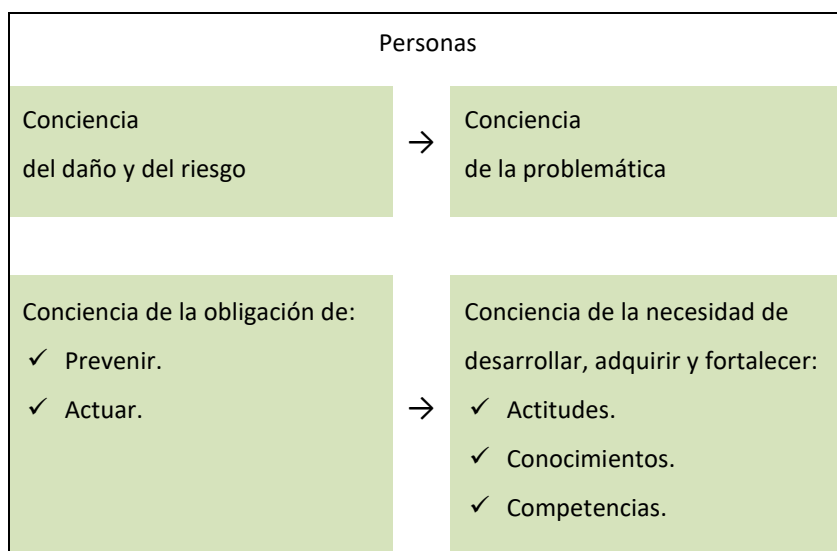 Personas
Conciencia
del daño y del riesgo
→
Conciencia
de la problemática
Conciencia de la obligación de:
✓ Prevenir.
✓ Actuar.
→
Conciencia de la necesidad de
desarrollar, adquirir y fortalecer:
✓ Actitudes.
✓ Conocimientos.
✓ Competencias.